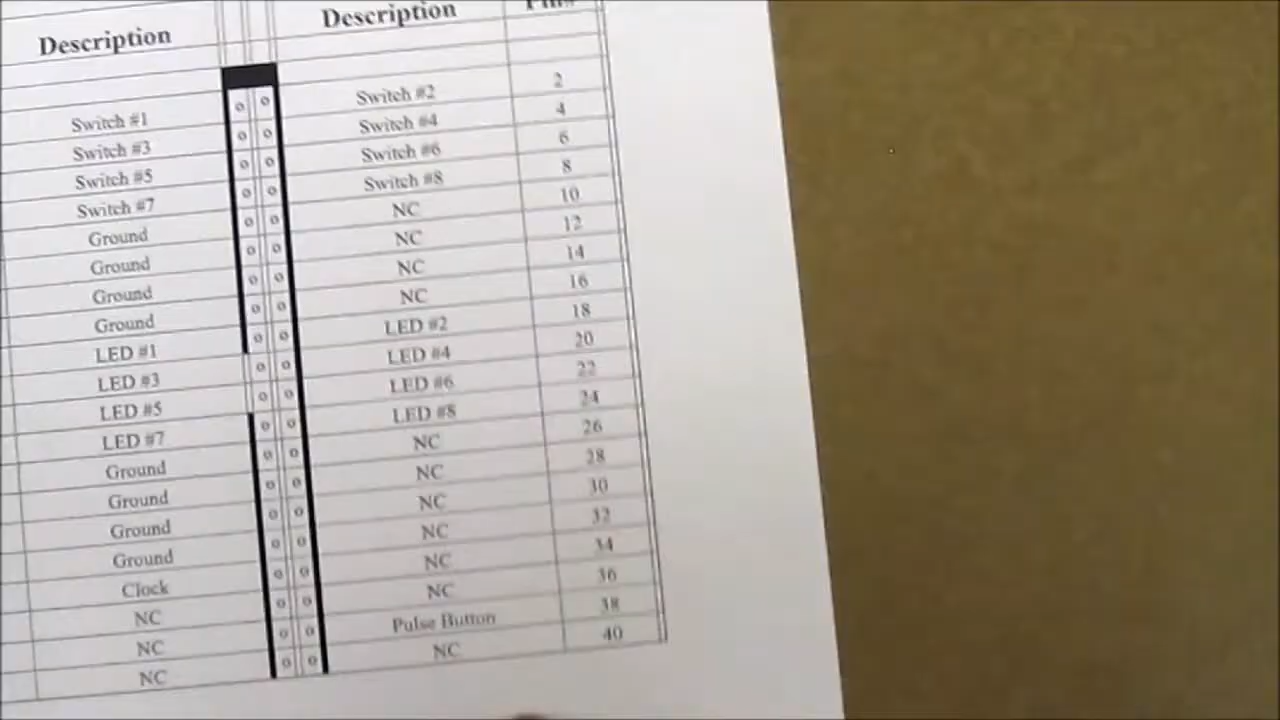 Description Description
Switch #1 Switch #2 2
Switch #3 Switch #4 4
Switch #5 Switch #6 6
Switch #7 Switch #8 8
Ground NC 10
Ground NC 12
Ground NC 14
Ground NC 16
LED #1 LED #2 18
LED #3 LED #4 20
LED #5 LED #6 22
LED #7 LED #8 24
Ground NC 26
Ground NC 28
Ground NC 30
Ground NC 32
Clock NC 34
NC NC 36
NC Pulse Button 38
NC NC 40